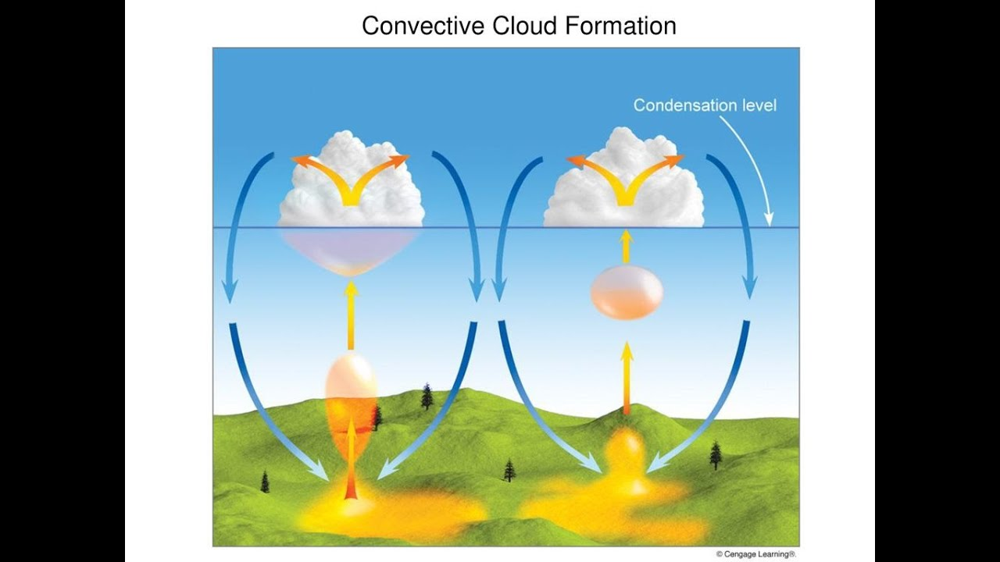 Convective Cloud Formation
Condensation level
© Cengage Learning®.